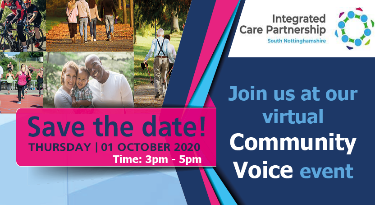 Integrated
Care Partnership
South Nottinghamshire
Join us at our
virtual
Community
Voice event
Save the date!
THURSDAY | 01 OCTOBER 2020
Time: 3pm - 5pm